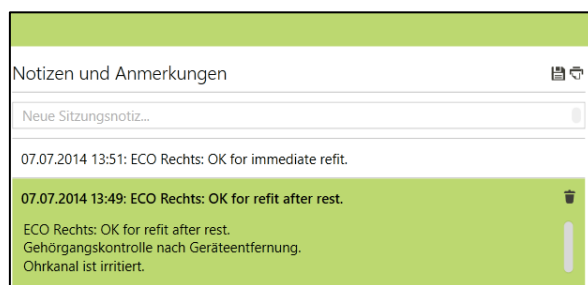 Notizen und Anmerkungen
Neue Sitzungsnotiz...
07.07.2014 13:51: ECO Rechts: OK for immediate refit.
07.07.2014 13:49: ECO Rechts: OK for refit after rest.
ECO Rechts: OK for refit after rest.
Gehörgangskontrolle nach Geräteentfernung.
Ohrkanal ist irritiert.